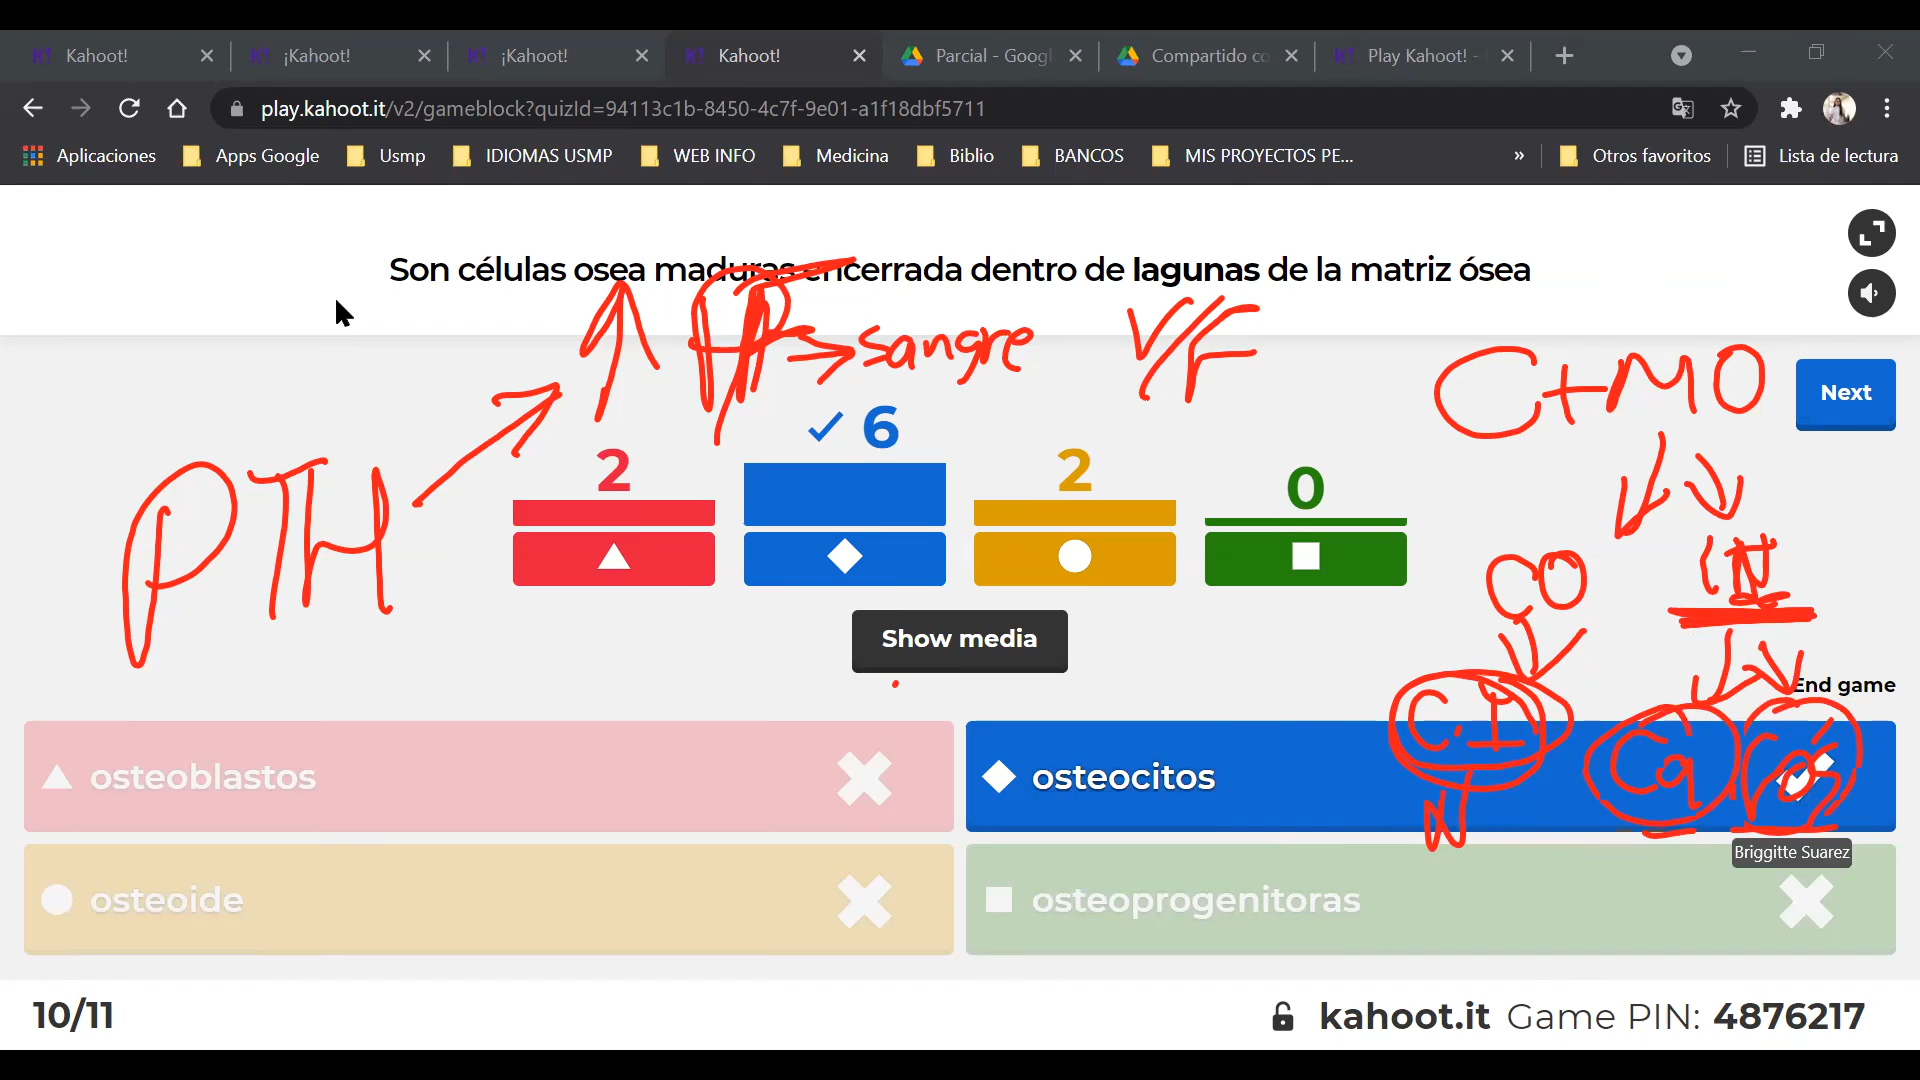 Kahoot!
¡Kahoot!
¡Kahoot!
Kahoot!
Parcial - Googl
Compartido co
Play Kahoot! -
play.kahoot.it/v2/gameblock?quizId=94113c1b-8450-4c7f-9e01-a1f18dbf5711
Aplicaciones
Apps Google
Usmp
IDIOMAS USMP
WEB INFO
Medicina
Biblio
BANCOS
MIS PROYECTOS PE...
»
Otros favoritos
Lista de lectura
Son células osea maduras encerrada dentro de lagunas de la matriz ósea
sangre
V/F
C+MO
Next
PTH
2
6
2
0
CO
IN
Show media
End game
C.I
Ca
N
osteoblastos
osteocitos
Briggitte Suarez
osteoide
osteoprogenitoras
10/11
kahoot.it Game PIN: 4876217